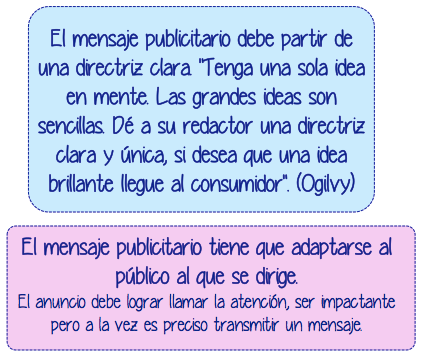 El mensaje publicitario debe partir de
una directriz clara. "Tenga una sola idea
en mente. Las grandes ideas son
sencillas. Dé a su redactor una directriz
clara y única, si desea que una idea
brillante llegue al consumidor". (Ogilvy)
El mensaje publicitario tiene que adaptarse al
público al que se dirige.
El anuncio debe lograr llamar la atención, ser impactante
pero a la vez es preciso transmitir un mensaje.